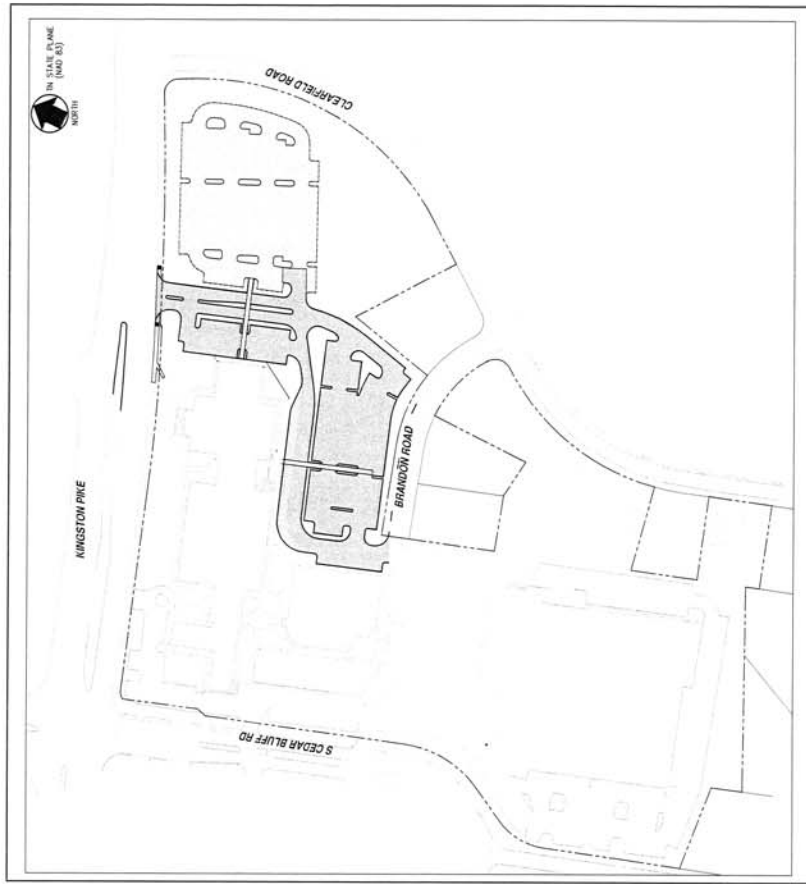 TN STATE PLANE
(NAD 83)
NORTH
CLEARFIELD ROAD
KINGSTON PIKE
BRANDON ROAD
S CEDAR BLUFF RD